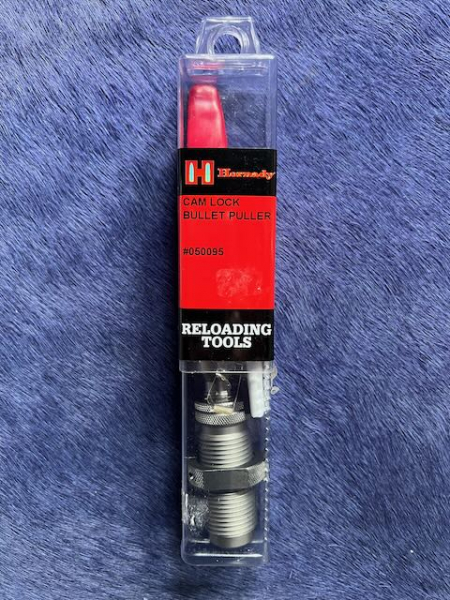 Hornady
CAM LOCK
BULLET PULLER
#050095
RELOADING
TOOLS